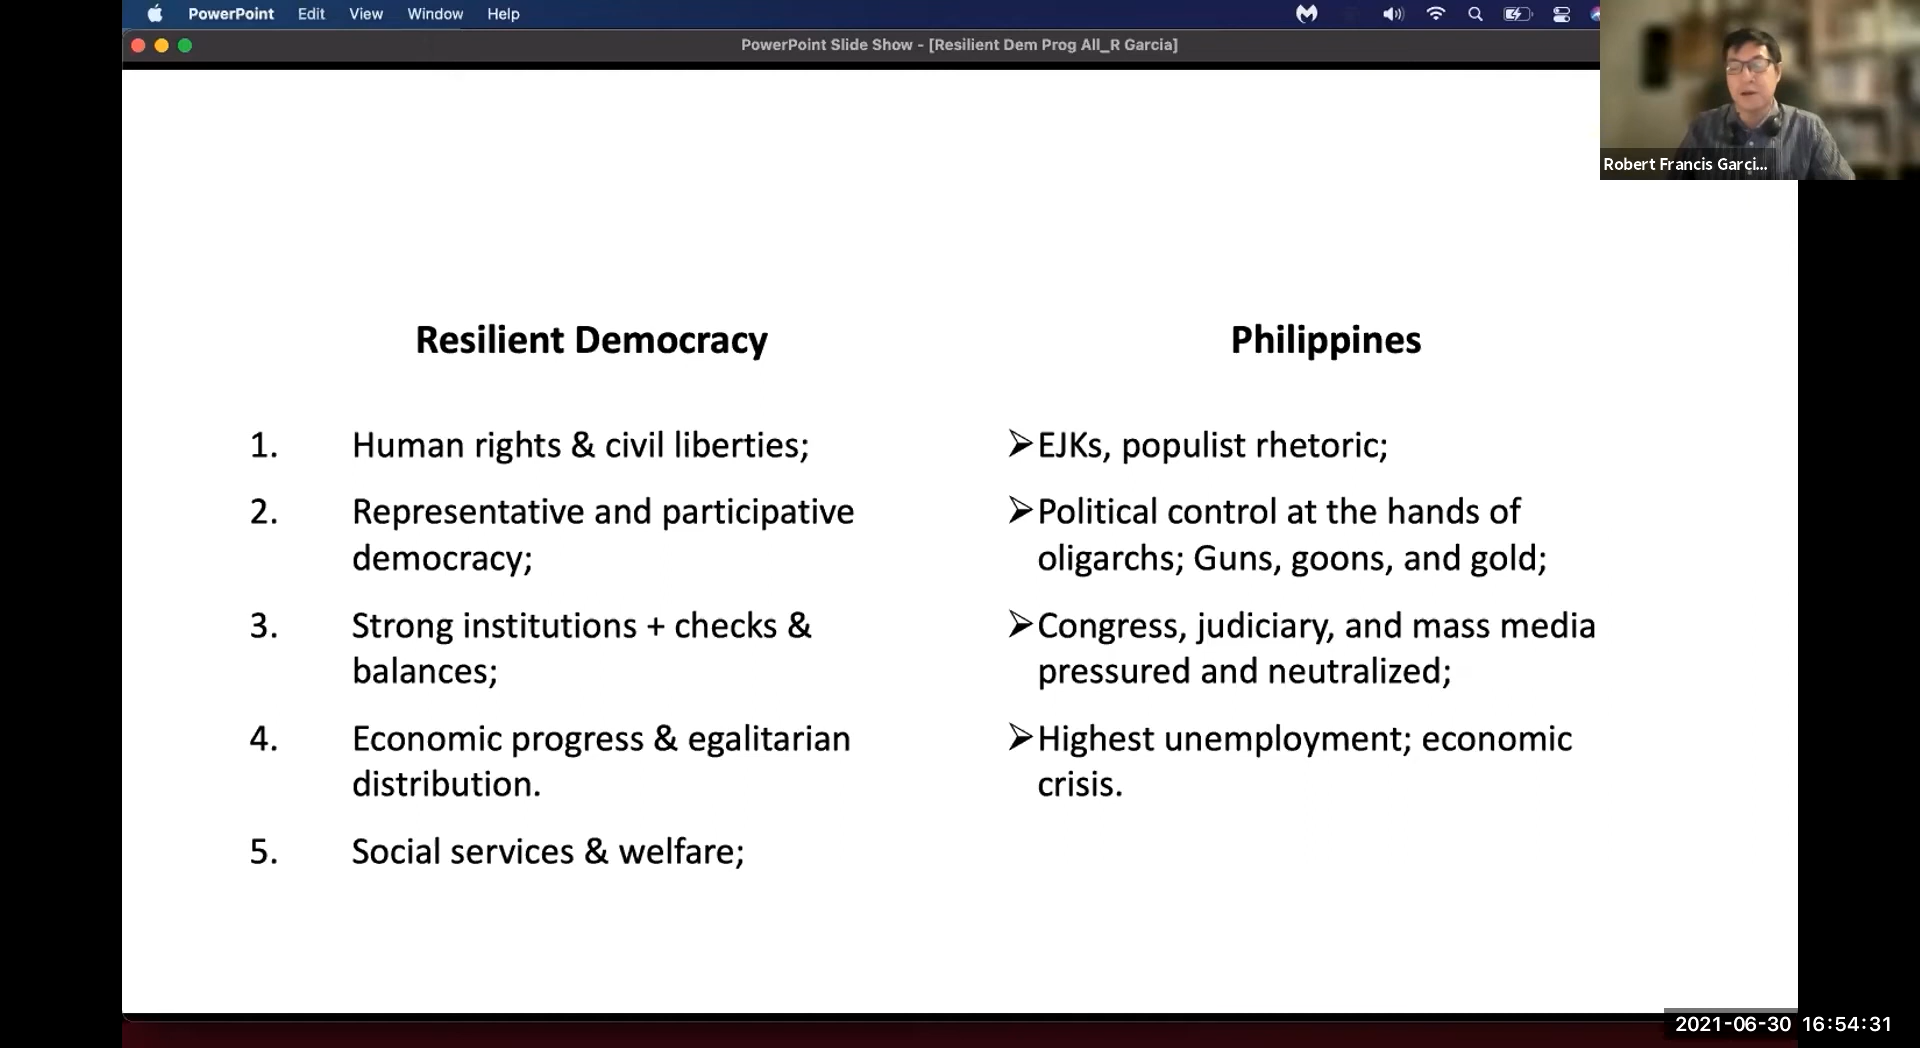 PowerPoint Edit View Window Help
PowerPoint Slide Show - [Resilient Dem Prog All_R Garcia]
Robert Francis Garci...
Resilient Democracy
1. Human rights & civil liberties;
2. Representative and participative
democracy;
3. Strong institutions + checks &
balances;
4. Economic progress & egalitarian
distribution.
5. Social services & welfare;
Philippines
➢EJKs, populist rhetoric;
➢Political control at the hands of
oligarchs; Guns, goons, and gold;
➢Congress, judiciary, and mass media
pressured and neutralized;
➢Highest unemployment; economic
crisis.
2021-06-30 16:54:31